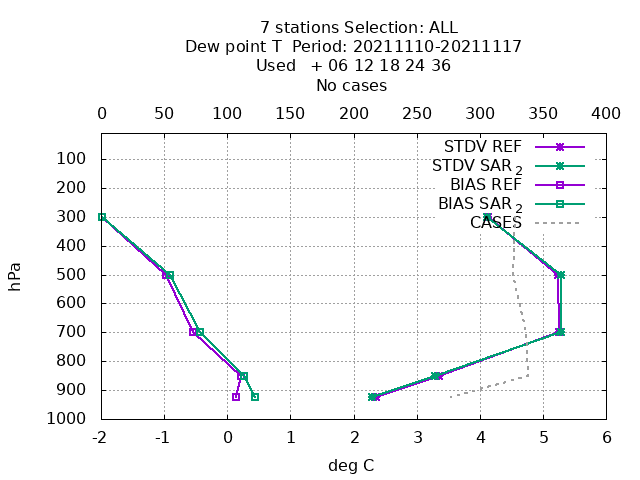 7 stations Selection: ALL
Dew point T  Period: 20211110-20211117
Used   + 06 12 18 24 36
No cases
0 50 100 150 200 250 300 350 400
STDV REF
STDV SAR 2
BIAS REF
BIAS SAR 2
CASES
hPa
100
200
300
400
500
600
700
800
900
1000
-2 -1 0 1 2 3 4 5 6
deg C